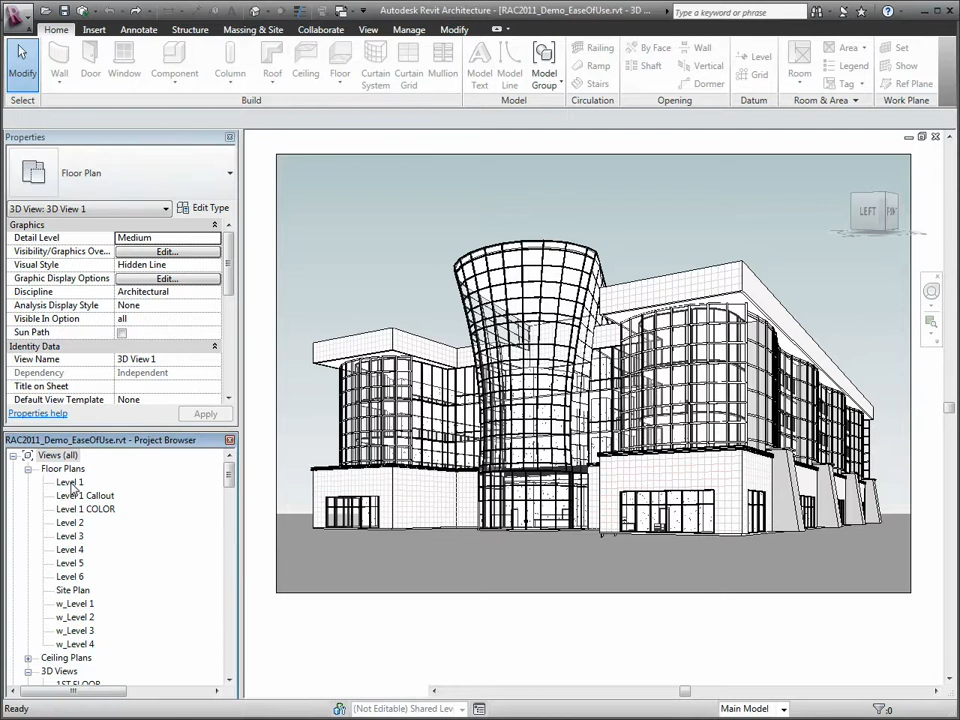 Autodesk Revit Architecture - [RAC2011_Demo_EaseOfUse.rvt - 3D ...
Type a keyword or phrase
Home Insert Annotate Structure Massing & Site Collaborate View Manage Modify
Modify Wall Door Window Component Column Roof Ceiling Floor Curtain System Curtain Grid Mullion Model Text Model Line Model Group
Railing By Face Wall Level Room Area Set
Ramp Shaft Vertical Grid Legend Show
Stairs Dormer Tag Ref Plane
Select Build Model Circulation Opening Datum Room & Area Work Plane
Properties
Floor Plan
3D View: 3D View 1 Edit Type
Graphics
Detail Level Medium
Visibility/Graphics Ove... Edit...
Visual Style Hidden Line
Graphic Display Options Edit...
Discipline Architectural
Analysis Display Style None
Visible In Option all
Sun Path
Identity Data
View Name 3D View 1
Dependency Independent
Title on Sheet
Default View Template None
Properties help Apply
RAC2011_Demo_EaseOfUse.rvt - Project Browser
Views (all)
Floor Plans
Level 1
Level 1 Callout
Level 1 COLOR
Level 2
Level 3
Level 4
Level 5
Level 6
Site Plan
w_Level 1
w_Level 2
w_Level 3
w_Level 4
Ceiling Plans
3D Views
1ST FLOOR
LEFT
Ready
(Not Editable) Shared Lev
Main Model
:0